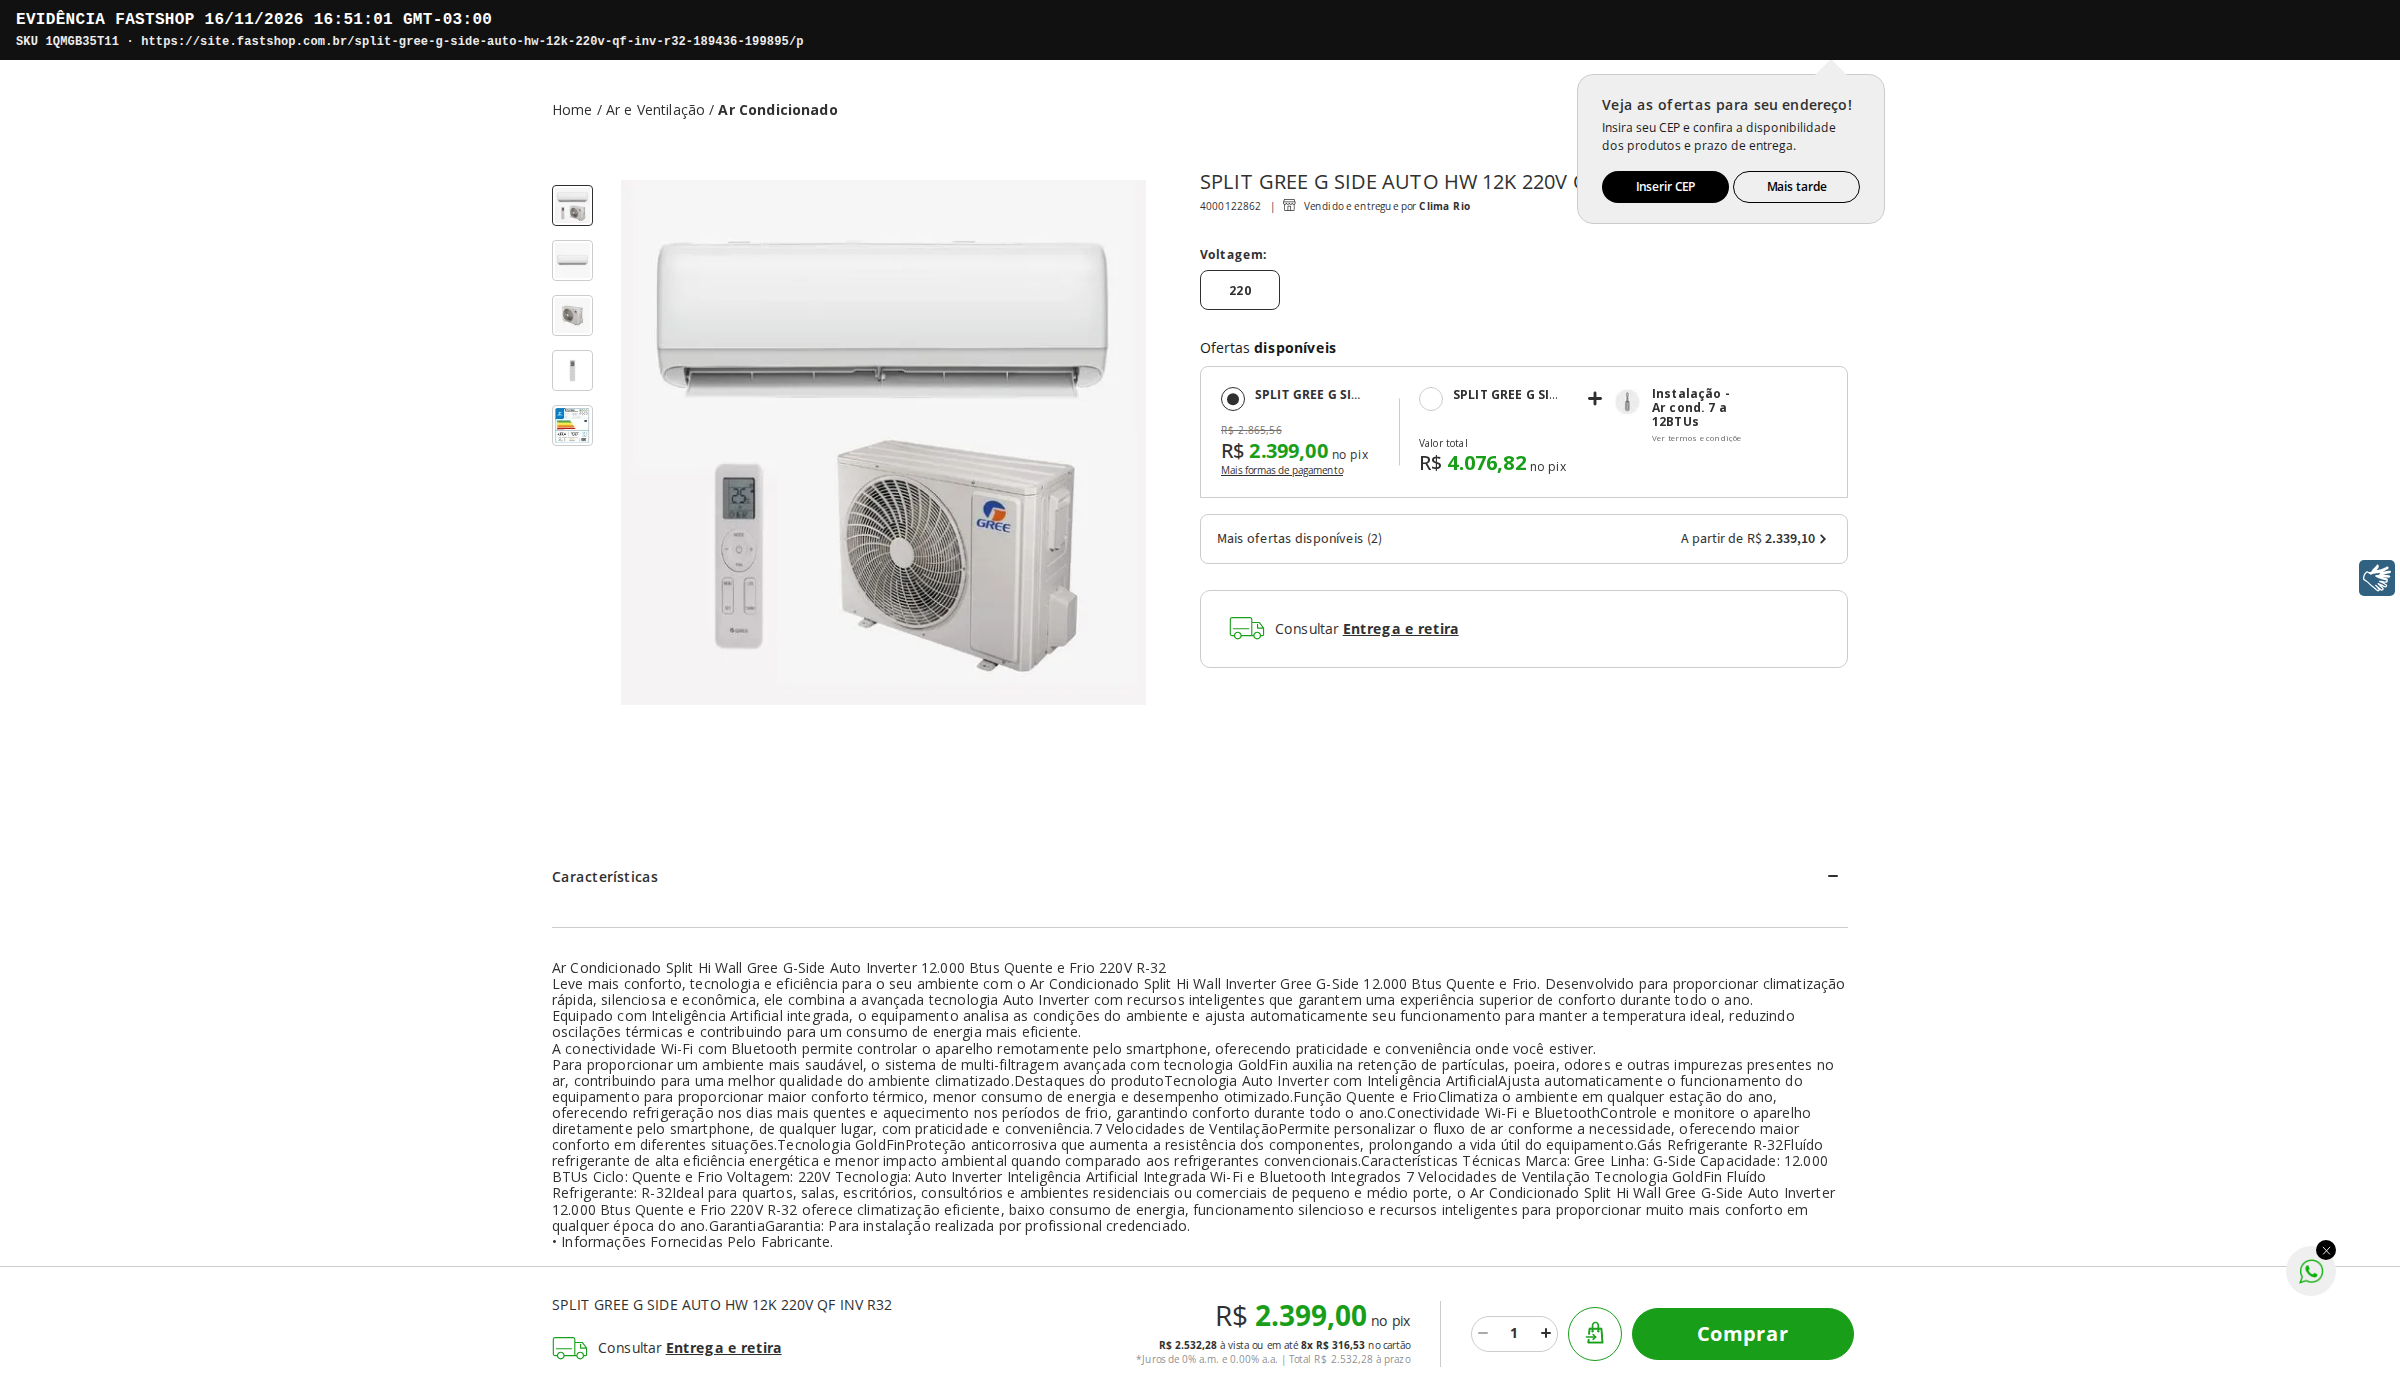 EVIDÊNCIA FASTSHOP 16/11/2026 16:51:01 GMT-03:00
SKU 1QMGB35T11 · https://site.fastshop.com.br/split-gree-g-side-auto-hw-12k-220v-qf-inv-r32-189436-199895/p
Veja as ofertas para seu endereço!
Insira seu CEP e confira a disponibilidade
dos produtos e prazo de entrega.
Inserir CEP
Mais tarde
Home / Ar e Ventilação / Ar Condicionado
SPLIT GREE G SIDE AUTO HW 12K 220V
4000122862 | Vendido e entregue por Clima Rio
Voltagem:
220
Ofertas disponíveis
SPLIT GREE G SI...
R$ 2.865,56
R$ 2.399,00 no pix
Mais formas de pagamento
SPLIT GREE G SI...
Valor total
R$ 4.076,82 no pix
+
Instalação -
Ar cond. 7 a
12BTUs
Ver termos e condiçõe
Mais ofertas disponíveis (2)
A partir de R$ 2.339,10
Consultar Entrega e retira
GREE
Características
Ar Condicionado Split Hi Wall Gree G-Side Auto Inverter 12.000 Btus Quente e Frio 220V R-32
Leve mais conforto, tecnologia e eficiência para o seu ambiente com o Ar Condicionado Split Hi Wall Inverter Gree G-Side 12.000 Btus Quente e Frio. Desenvolvido para proporcionar climatização
rápida, silenciosa e econômica, ele combina a avançada tecnologia Auto Inverter com recursos inteligentes que garantem uma experiência superior de conforto durante todo o ano.
Equipado com Inteligência Artificial integrada, o equipamento analisa as condições do ambiente e ajusta automaticamente seu funcionamento para manter a temperatura ideal, reduzindo
oscilações térmicas e contribuindo para um consumo de energia mais eficiente.
A conectividade Wi-Fi com Bluetooth permite controlar o aparelho remotamente pelo smartphone, oferecendo praticidade e conveniência onde você estiver.
Para proporcionar um ambiente mais saudável, o sistema de multi-filtragem avançada com tecnologia GoldFin auxilia na retenção de partículas, poeira, odores e outras impurezas presentes no
ar, contribuindo para uma melhor qualidade do ambiente climatizado.Destaques do produtoTecnologia Auto Inverter com Inteligência ArtificialAjusta automaticamente o funcionamento do
equipamento para proporcionar maior conforto térmico, menor consumo de energia e desempenho otimizado.Função Quente e FrioClimatiza o ambiente em qualquer estação do ano,
oferecendo refrigeração nos dias mais quentes e aquecimento nos períodos de frio, garantindo conforto durante todo o ano.Conectividade Wi-Fi e BluetoothControle e monitore o aparelho
diretamente pelo smartphone, de qualquer lugar, com praticidade e conveniência.7 Velocidades de VentilaçãoPermite personalizar o fluxo de ar conforme a necessidade, oferecendo maior
conforto em diferentes situações.Tecnologia GoldFinProteção anticorrosiva que aumenta a resistência dos componentes, prolongando a vida útil do equipamento.Gás Refrigerante R-32Fluído
refrigerante de alta eficiência energética e menor impacto ambiental quando comparado aos refrigerantes convencionais.Características Técnicas Marca: Gree Linha: G-Side Capacidade: 12.000
BTUs Ciclo: Quente e Frio Voltagem: 220V Tecnologia: Auto Inverter Inteligência Artificial Integrada Wi-Fi e Bluetooth Integrados 7 Velocidades de Ventilação Tecnologia GoldFin Fluído
Refrigerante: R-32Ideal para quartos, salas, escritórios, consultórios e ambientes residenciais ou comerciais de pequeno e médio porte, o Ar Condicionado Split Hi Wall Gree G-Side Auto Inverter
12.000 Btus Quente e Frio 220V R-32 oferece climatização eficiente, baixo consumo de energia, funcionamento silencioso e recursos inteligentes para proporcionar muito mais conforto em
qualquer época do ano.GarantiaGarantia: Para instalação realizada por profissional credenciado.
• Informações Fornecidas Pelo Fabricante.
SPLIT GREE G SIDE AUTO HW 12K 220V QF INV R32
Consultar Entrega e retira
R$ 2.399,00 no pix
R$ 2.532,28 à vista ou em até 8x R$ 316,53 no cartão
*Juros de 0% a.m. e 0.00% a.a. | Total R$ 2.532,28 à prazo
− 1 +
Comprar